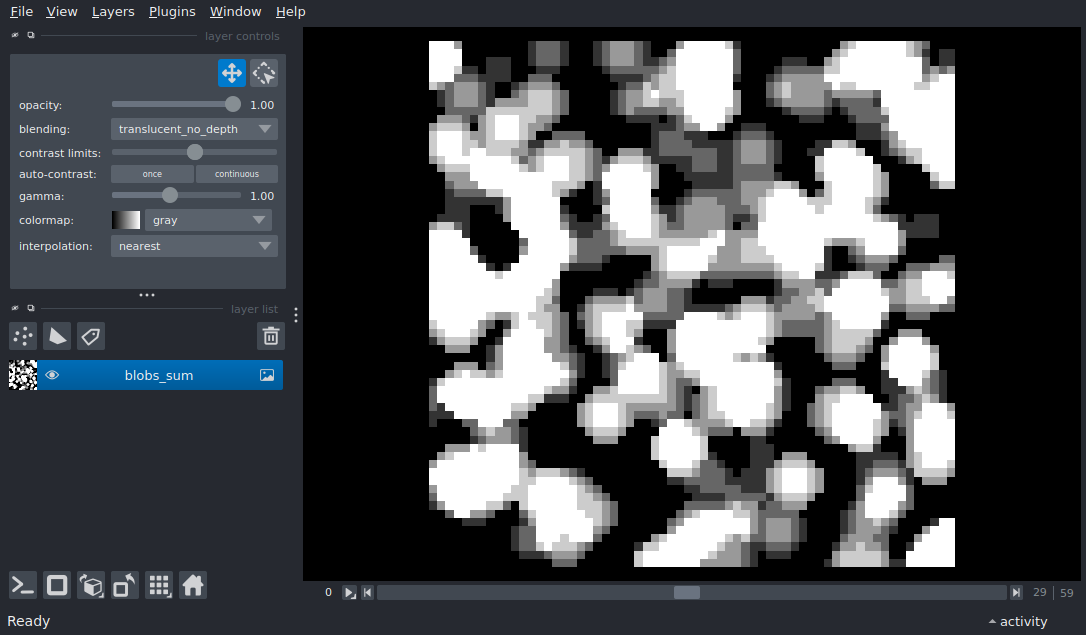 File View Layers Plugins Window Help
layer controls
opacity: 1.00
blending: translucent_no_depth
contrast limits:
auto-contrast: once continuous
gamma: 1.00
colormap: gray
interpolation: nearest
layer list
blobs_sum
0 29 59
Ready activity